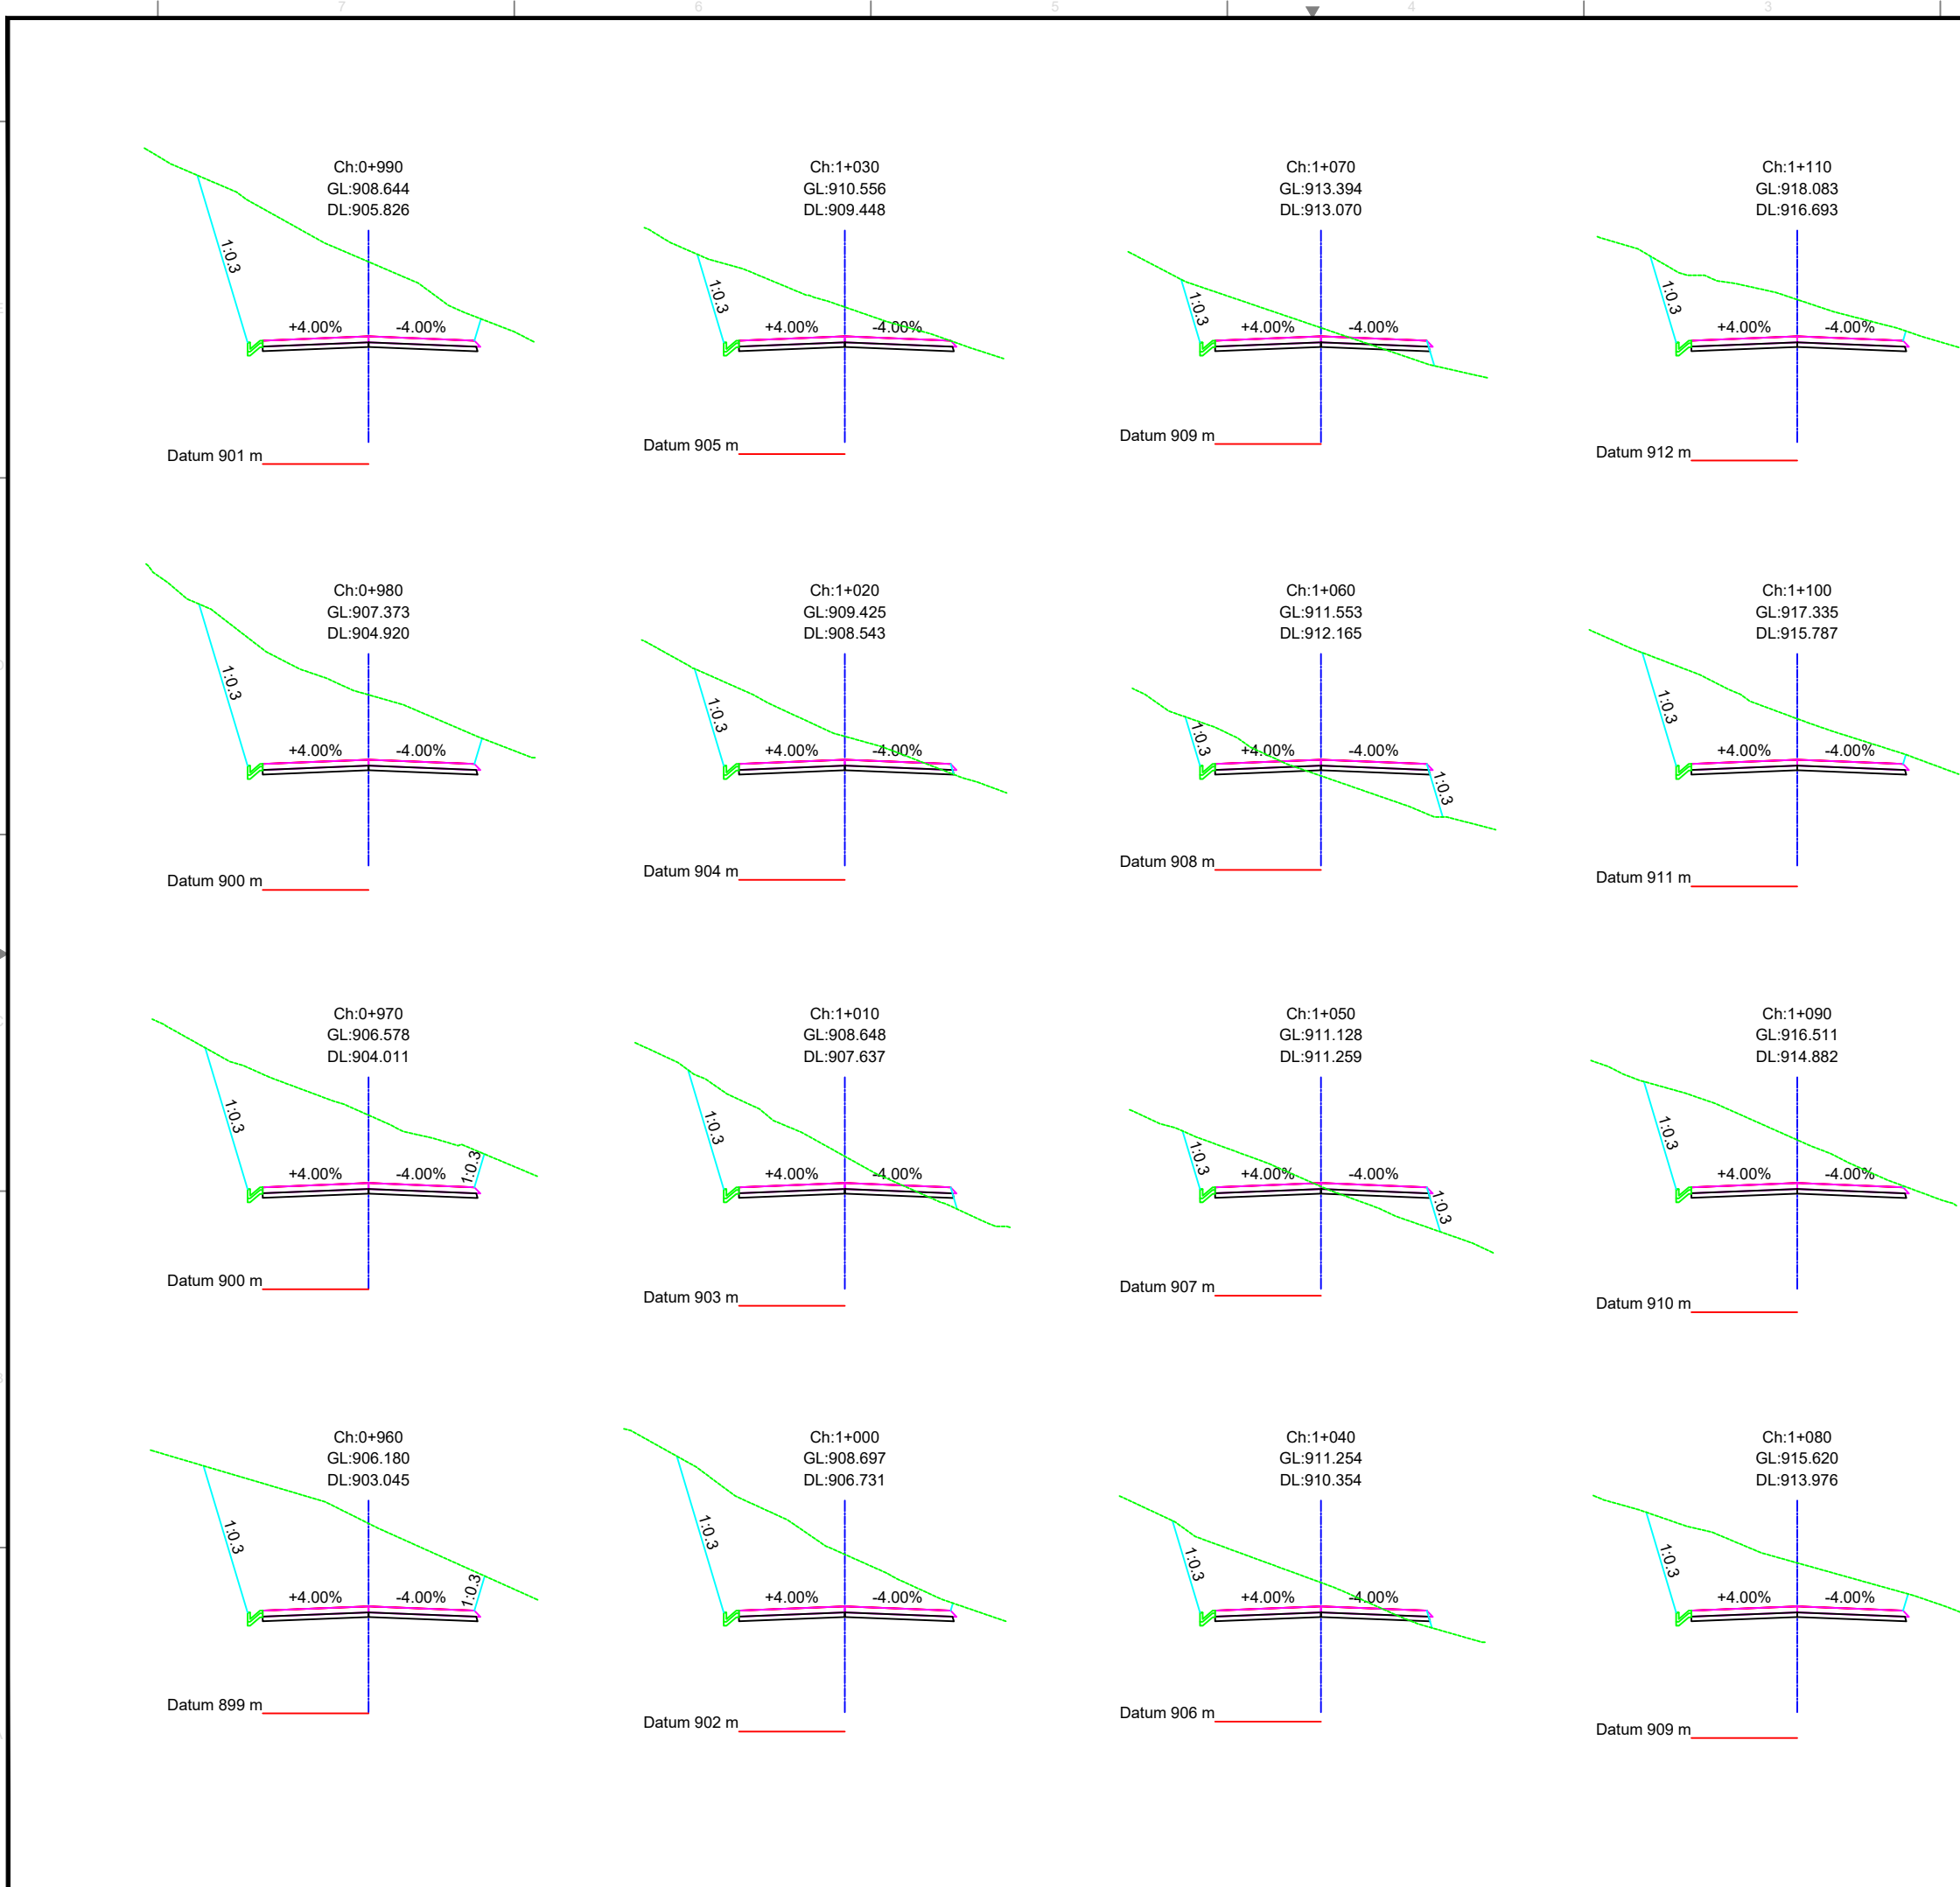 7 6 5 4 3
Ch:0+990
GL:908.644
DL:905.826
1:0.3
+4.00% -4.00%
Datum 901 m
Ch:1+030
GL:910.556
DL:909.448
1:0.3
+4.00% -4.00%
Datum 905 m
Ch:1+070
GL:913.394
DL:913.070
1:0.3
+4.00% -4.00%
Datum 909 m
Ch:1+110
GL:918.083
DL:916.693
1:0.3
+4.00% -4.00%
Datum 912 m
Ch:0+980
GL:907.373
DL:904.920
1:0.3
+4.00% -4.00%
Datum 900 m
Ch:1+020
GL:909.425
DL:908.543
1:0.3
+4.00% -4.00%
Datum 904 m
Ch:1+060
GL:911.553
DL:912.165
1:0.3
+4.00% -4.00%
1:0.3
Datum 908 m
Ch:1+100
GL:917.335
DL:915.787
1:0.3
+4.00% -4.00%
Datum 911 m
Ch:0+970
GL:906.578
DL:904.011
1:0.3
+4.00% -4.00%
1:0.3
Datum 900 m
Ch:1+010
GL:908.648
DL:907.637
1:0.3
+4.00% -4.00%
Datum 903 m
Ch:1+050
GL:911.128
DL:911.259
1:0.3
+4.00% -4.00%
1:0.3
Datum 907 m
Ch:1+090
GL:916.511
DL:914.882
1:0.3
+4.00% -4.00%
Datum 910 m
Ch:0+960
GL:906.180
DL:903.045
1:0.3
+4.00% -4.00%
1:0.3
Datum 899 m
Ch:1+000
GL:908.697
DL:906.731
1:0.3
+4.00% -4.00%
Datum 902 m
Ch:1+040
GL:911.254
DL:910.354
1:0.3
+4.00% -4.00%
Datum 906 m
Ch:1+080
GL:915.620
DL:913.976
1:0.3
+4.00% -4.00%
Datum 909 m